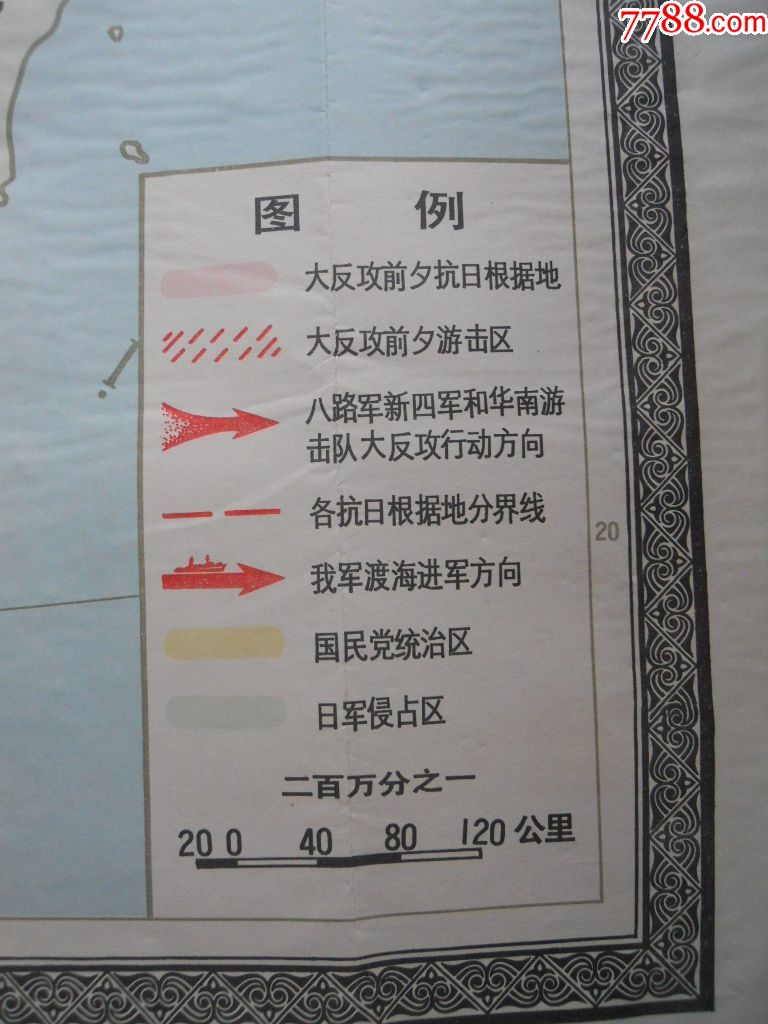 7788.com
图 例
大反攻前夕抗日根据地
大反攻前夕游击区
八路军新四军和华南游
击队大反攻行动方向
各抗日根据地分界线
20
我军渡海进军方向
国民党统治区
日军侵占区
二百万分之一
20 0 40 80 120 公里